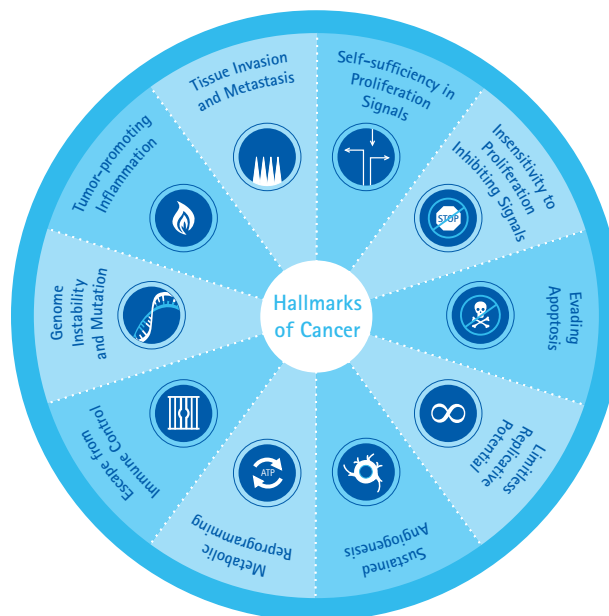 Hallmarks
of Cancer
Self-sufficiency in
Proliferation
Signals
Insensitivity to
Proliferation
Inhibiting Signals
STOP
Evading
Apoptosis
Limitless
Replicative
Potential
Sustained
Angiogenesis
Metabolic
Reprogramming
ATP
Escape from
Immune Control
Genome
Instability
and Mutation
Tumor-promoting
Inflammation
Tissue Invasion
and Metastasis